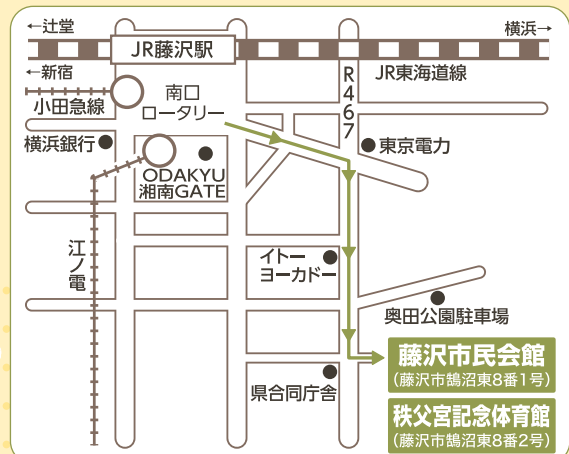 ←辻堂
横浜→
JR藤沢駅
←新宿
JR東海道線
小田急線
南口
ロータリー
R467
横浜銀行
東京電力
ODAKYU
湘南GATE
江ノ電
イトー
ヨーカドー
奥田公園駐車場
藤沢市民会館
(藤沢市鵠沼東8番1号)
県合同庁舎
秩父宮記念体育館
(藤沢市鵠沼東8番2号)